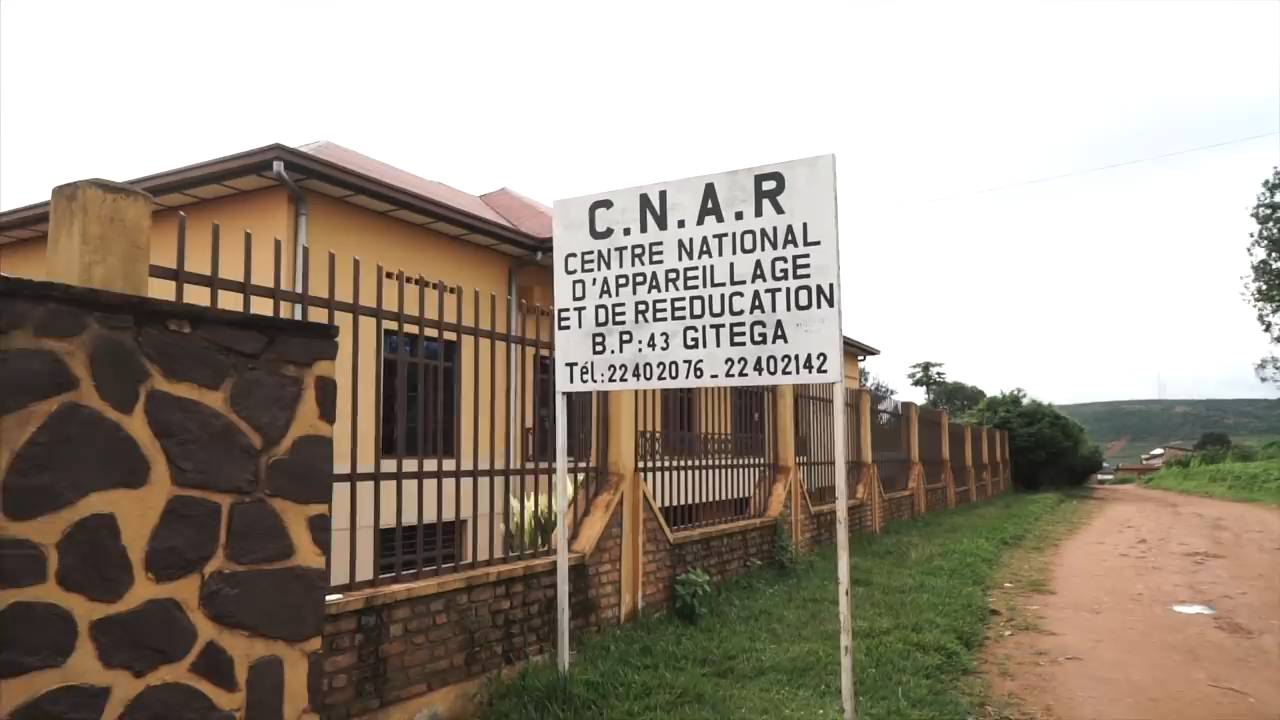 C.N.A.R
CENTRE NATIONAL
D'APPAREILLAGE
ET DE REEDUCATION
B.P:43 GITEGA
Tél:22402076_22402142